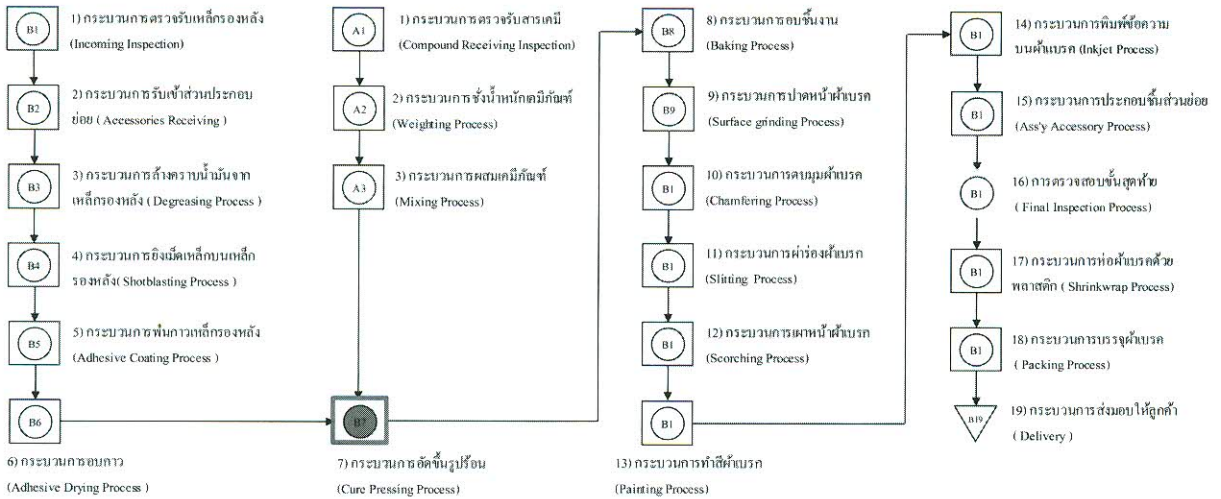 B1
1) กระบวนการตรวจรับเหล็กรองหลัง
(Incoming Inspection)
B2
2) กระบวนการรับเข้าส่วนประกอบ
ย่อย ( Accessories Receiving )
B3
3) กระบวนการล้างคราบน้ำมันจาก
เหล็กรองหลัง ( Degreasing Process )
B4
4) กระบวนการยิงเม็ดเหล็กบนเหล็ก
รองหลัง( Shotblasting Process )
B5
5) กระบวนการพ่นกาวเหล็กรองหลัง
(Adhesive Coating Process)
B6
6) กระบวนการอบกาว
(Adhesive Drying Process )
A1
1) กระบวนการตรวจรับสารเคมี
(Compound Receiving Inspection)
A2
2) กระบวนการชั่งน้ำหนักเคมีภัณฑ์
(Weighting Process)
A3
3) กระบวนการผสมเคมีภัณฑ์
(Mixing Process)
B7
7) กระบวนการอัดขึ้นรูปร้อน
(Cure Pressing Process)
B8
8) กระบวนการอบชิ้นงาน
(Baking Process)
B9
9) กระบวนการปาดหน้าผ้าเบรค
(Surface grinding Process)
B1
10) กระบวนการตบมุมผ้าเบรค
(Chamfering Process)
B1
11) กระบวนการผ่าร่องผ้าเบรค
(Slitting Process)
B1
12) กระบวนการเผาหน้าผ้าเบรก
(Scorching Process)
B1
13) กระบวนการทำสีผ้าเบรก
(Painting Process)
B1
14) กระบวนการพิมพ์ข้อความ
บนผ้าเบรค (Inkjet Process)
B1
15) กระบวนการประกอบชิ้นส่วนย่อย
(Ass'y Accessory Process)
B1
16) การตรวจสอบขั้นสุดท้าย
( Final Inspection Process)
B1
17) กระบวนการห่อผ้าเบรคด้วย
พลาสติก ( Shrinkwrap Process)
B1
18) กระบวนการบรรจุผ้าเบรค
( Packing Process)
B19
19) กระบวนการส่งมอบให้ลูกค้า
( Delivery )